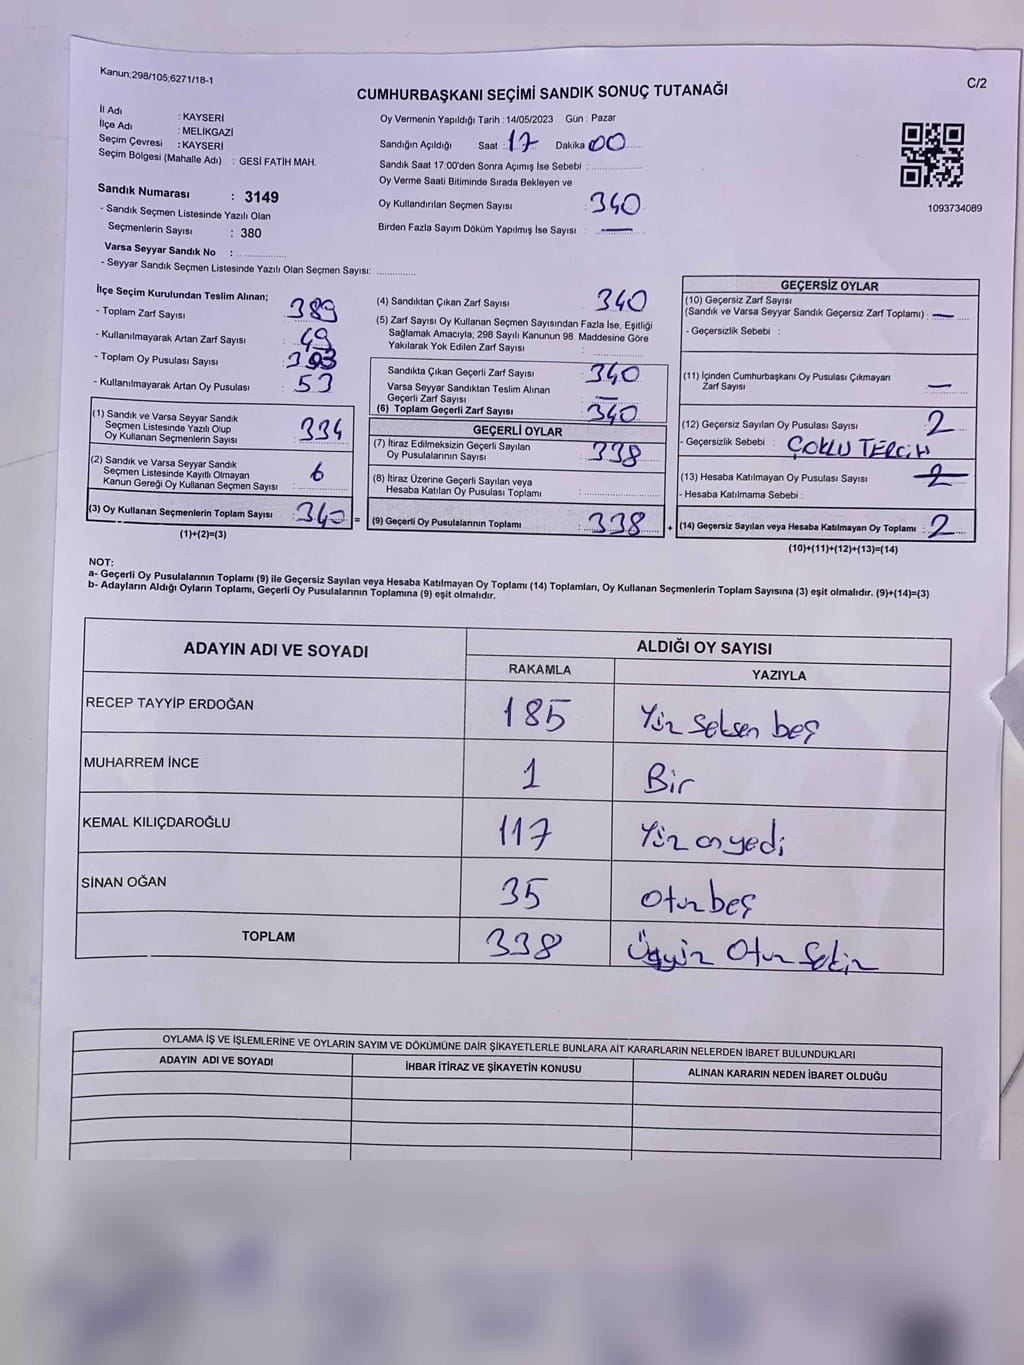 Kanun;298/105;6271/18-1
C/2
CUMHURBAŞKANI SEÇİMİ SANDIK SONUÇ TUTANAĞI
İl Adı : KAYSERİ
İlçe Adı : MELİKGAZİ
Seçim Çevresi : KAYSERİ
Seçim Bölgesi (Mahalle Adı) : GESİ FATİH MAH.
Sandık Numarası : 3149
- Sandık Seçmen Listesinde Yazılı Olan
Seçmenlerin Sayısı : 380
Varsa Seyyar Sandık No : ..............
- Seyyar Sandık Seçmen Listesinde Yazılı Olan Seçmen Sayısı: ............
Oy Vermenin Yapıldığı Tarih : 14/05/2023 Gün : Pazar
Sandığın Açıldığı Saat : 17 Dakika 00
Sandık Saat 17:00'den Sonra Açımış İse Sebebi : ..............
Oy Verme Saati Bitiminde Sırada Bekleyen ve
Oy Kullandırılan Seçmen Sayısı : 340
Birden Fazla Sayım Döküm Yapılmış İse Sayısı : —
1093734089
İlçe Seçim Kurulundan Teslim Alınan;
- Toplam Zarf Sayısı : 389
- Kullanılmayarak Artan Zarf Sayısı : 49
- Toplam Oy Pusulası Sayısı : 393
- Kullanılmayarak Artan Oy Pusulası : 53
(1) Sandık ve Varsa Seyyar Sandık
Seçmen Listesinde Yazılı Olup
Oy Kullanan Seçmenlerin Sayısı : 334
(2) Sandık ve Varsa Seyyar Sandık
Seçmen Listesinde Kayıtlı Olmayan
Kanun Gereği Oy Kullanan Seçmen Sayısı : 6
(3) Oy Kullanan Seçmenlerin Toplam Sayısı : 340 =
(1)+(2)=(3)
(4) Sandıktan Çıkan Zarf Sayısı : 340
(5) Zarf Sayısı Oy Kullanan Seçmen Sayısından Fazla İse, Eşitliği
Sağlamak Amacıyla; 298 Sayılı Kanunun 98. Maddesine Göre
Yakılarak Yok Edilen Zarf Sayısı : ..............
Sandıkta Çıkan Geçerli Zarf Sayısı : 340
Varsa Seyyar Sandıktan Teslim Alınan
Geçerli Zarf Sayısı : —
(6) Toplam Geçerli Zarf Sayısı : 340
GEÇERLİ OYLAR
(7) İtiraz Edilmeksizin Geçerli Sayılan
Oy Pusulalarının Sayısı : 338
(8) İtiraz Üzerine Geçerli Sayılan veya
Hesaba Katılan Oy Pusulası Toplamı : ..............
(9) Geçerli Oy Pusulalarının Toplamı : 338 +
GEÇERSİZ OYLAR
(10) Geçersiz Zarf Sayısı
(Sandık ve Varsa Seyyar Sandık Geçersiz Zarf Toplamı) : —
- Geçersizlik Sebebi :
(11) İçinden Cumhurbaşkanı Oy Pusulası Çıkmayan
Zarf Sayısı : —
(12) Geçersiz Sayılan Oy Pusulası Sayısı : 2
- Geçersizlik Sebebi : ÇOKLU TERCİH
(13) Hesaba Katılmayan Oy Pusulası Sayısı : 2
- Hesaba Katılmama Sebebi :
(14) Geçersiz Sayılan veya Hesaba Katılmayan Oy Toplamı : 2
(10)+(11)+(12)+(13)=(14)
NOT:
a- Geçerli Oy Pusulalarının Toplamı (9) ile Geçersiz Sayılan veya Hesaba Katılmayan Oy Toplamı (14) Toplamları, Oy Kullanan Seçmenlerin Toplam Sayısına (3) eşit olmalıdır. (9)+(14)=(3)
b- Adayların Aldığı Oyların Toplamı, Geçerli Oy Pusulalarının Toplamına (9) eşit olmalıdır.
ADAYIN ADI VE SOYADI ALDIĞI OY SAYISI
RAKAMLA YAZIYLA
RECEP TAYYİP ERDOĞAN 185 Yüz seksen beş
MUHARREM İNCE 1 Bir
KEMAL KILIÇDAROĞLU 117 Yüz onyedi
SİNAN OĞAN 35 Otuzbeş
TOPLAM 338 Üçyüz Otuz Sekiz
OYLAMA İŞ VE İŞLEMLERİNE VE OYLARIN SAYIM VE DÖKÜMÜNE DAİR ŞİKAYETLERLE BUNLARA AİT KARARLARIN NELERDEN İBARET BULUNDUKLARI
ADAYIN ADI VE SOYADI İHBAR İTİRAZ VE ŞİKAYETİN KONUSU ALINAN KARARIN NEDEN İBARET OLDUĞU